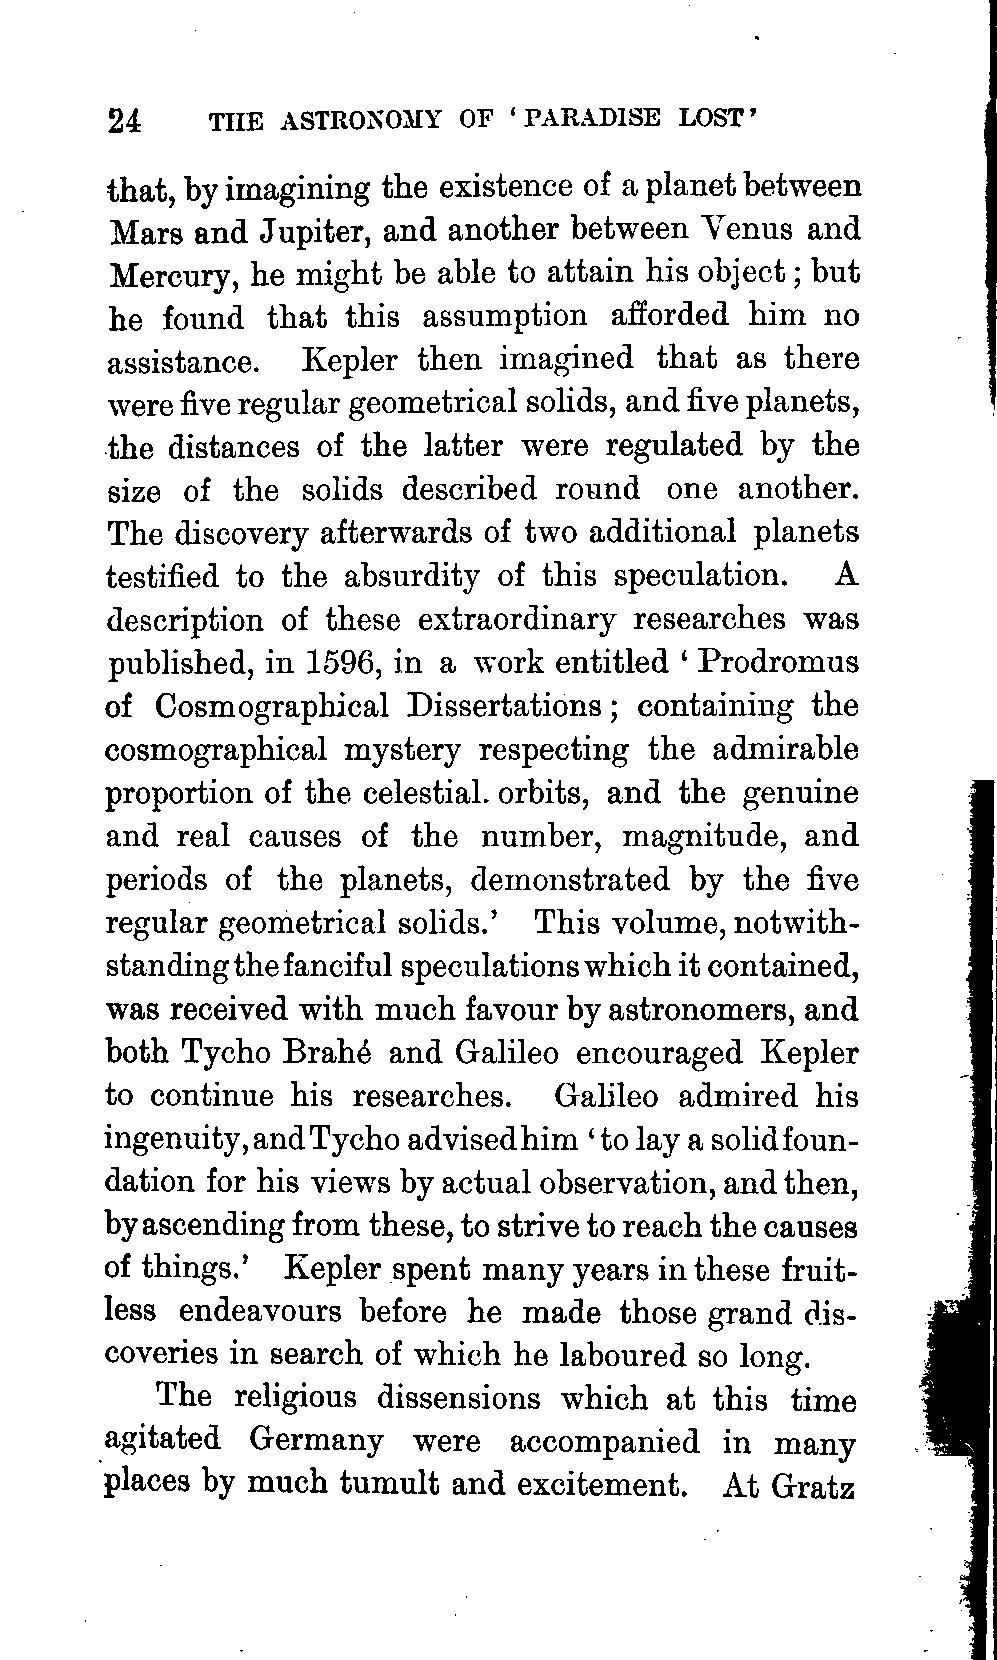 24 THE ASTRONOMY OF ‘PARADISE LOST’
that, by imagining the existence of a planet between
Mars and Jupiter, and another between Venus and
Mercury, he might be able to attain his object; but
he found that this assumption afforded him no
assistance. Kepler then imagined that as there
were five regular geometrical solids, and five planets,
the distances of the latter were regulated by the
size of the solids described round one another.
The discovery afterwards of two additional planets
testified to the absurdity of this speculation. A
description of these extraordinary researches was
published, in 1596, in a work entitled ‘Prodromus
of Cosmographical Dissertations; containing the
cosmographical mystery respecting the admirable
proportion of the celestial. orbits, and the genuine
and real causes of the number, magnitude, and
periods of the planets, demonstrated by the five
regular geometrical solids.’ This volume, notwith-
standing the fanciful speculations which it contained,
was received with much favour by astronomers, and
both Tycho Brahé and Galileo encouraged Kepler
to continue his researches. Galileo admired his
ingenuity, and Tycho advised him ‘to lay a solid foun-
dation for his views by actual observation, and then,
by ascending from these, to strive to reach the causes
of things.’ Kepler spent many years in these fruit-
less endeavours before he made those grand dis-
coveries in search of which he laboured so long.
The religious dissensions which at this time
agitated Germany were accompanied in many
places by much tumult and excitement. At Gratz